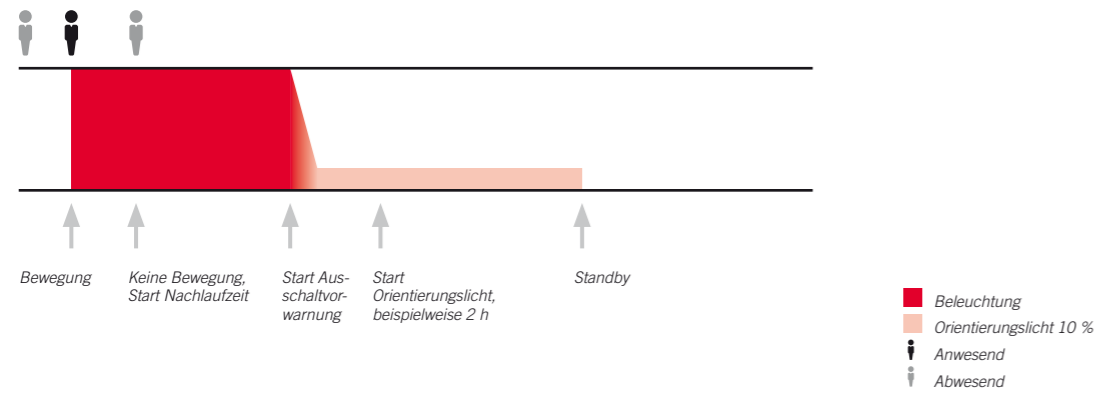 Bewegung
Keine Bewegung,
Start Nachlaufzeit
Start Aus-
schaltvor-
warnung
Start
Orientierungslicht,
beispielweise 2 h
Standby
Beleuchtung
Orientierungslicht 10 %
Anwesend
Abwesend